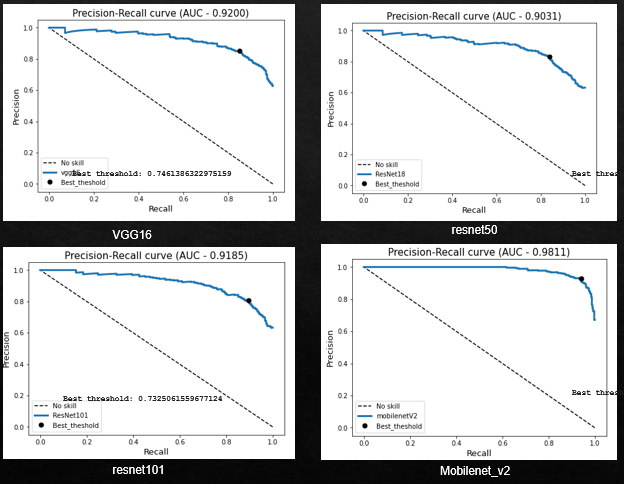 Precision-Recall curve (AUC - 0.9200)
Precision
1.0
0.8
0.6
0.4
0.2
0.0
No skill
Best threshold: 0.7461386322975159
Best_theshold
0.0 0.2 0.4 0.6 0.8 1.0
Recall
VGG16
Precision-Recall curve (AUC - 0.9031)
Precision
1.0
0.8
0.6
0.4
0.2
0.0
No skill
Best thres
ResNet18
Best_theshold
0.0 0.2 0.4 0.6 0.8 1.0
Recall
resnet50
Precision-Recall curve (AUC - 0.9185)
Precision
1.0
0.8
0.6
0.4
0.2
0.0
Best threshold: 0.7325061559677124
No skill
ResNet101
Best_theshold
0.0 0.2 0.4 0.6 0.8 1.0
Recall
resnet101
Precision-Recall curve (AUC - 0.9811)
Precision
1.0
0.8
0.6
0.4
0.2
0.0
Best thres
No skill
mobilenetV2
Best_theshold
0.0 0.2 0.4 0.6 0.8 1.0
Recall
Mobilenet_v2